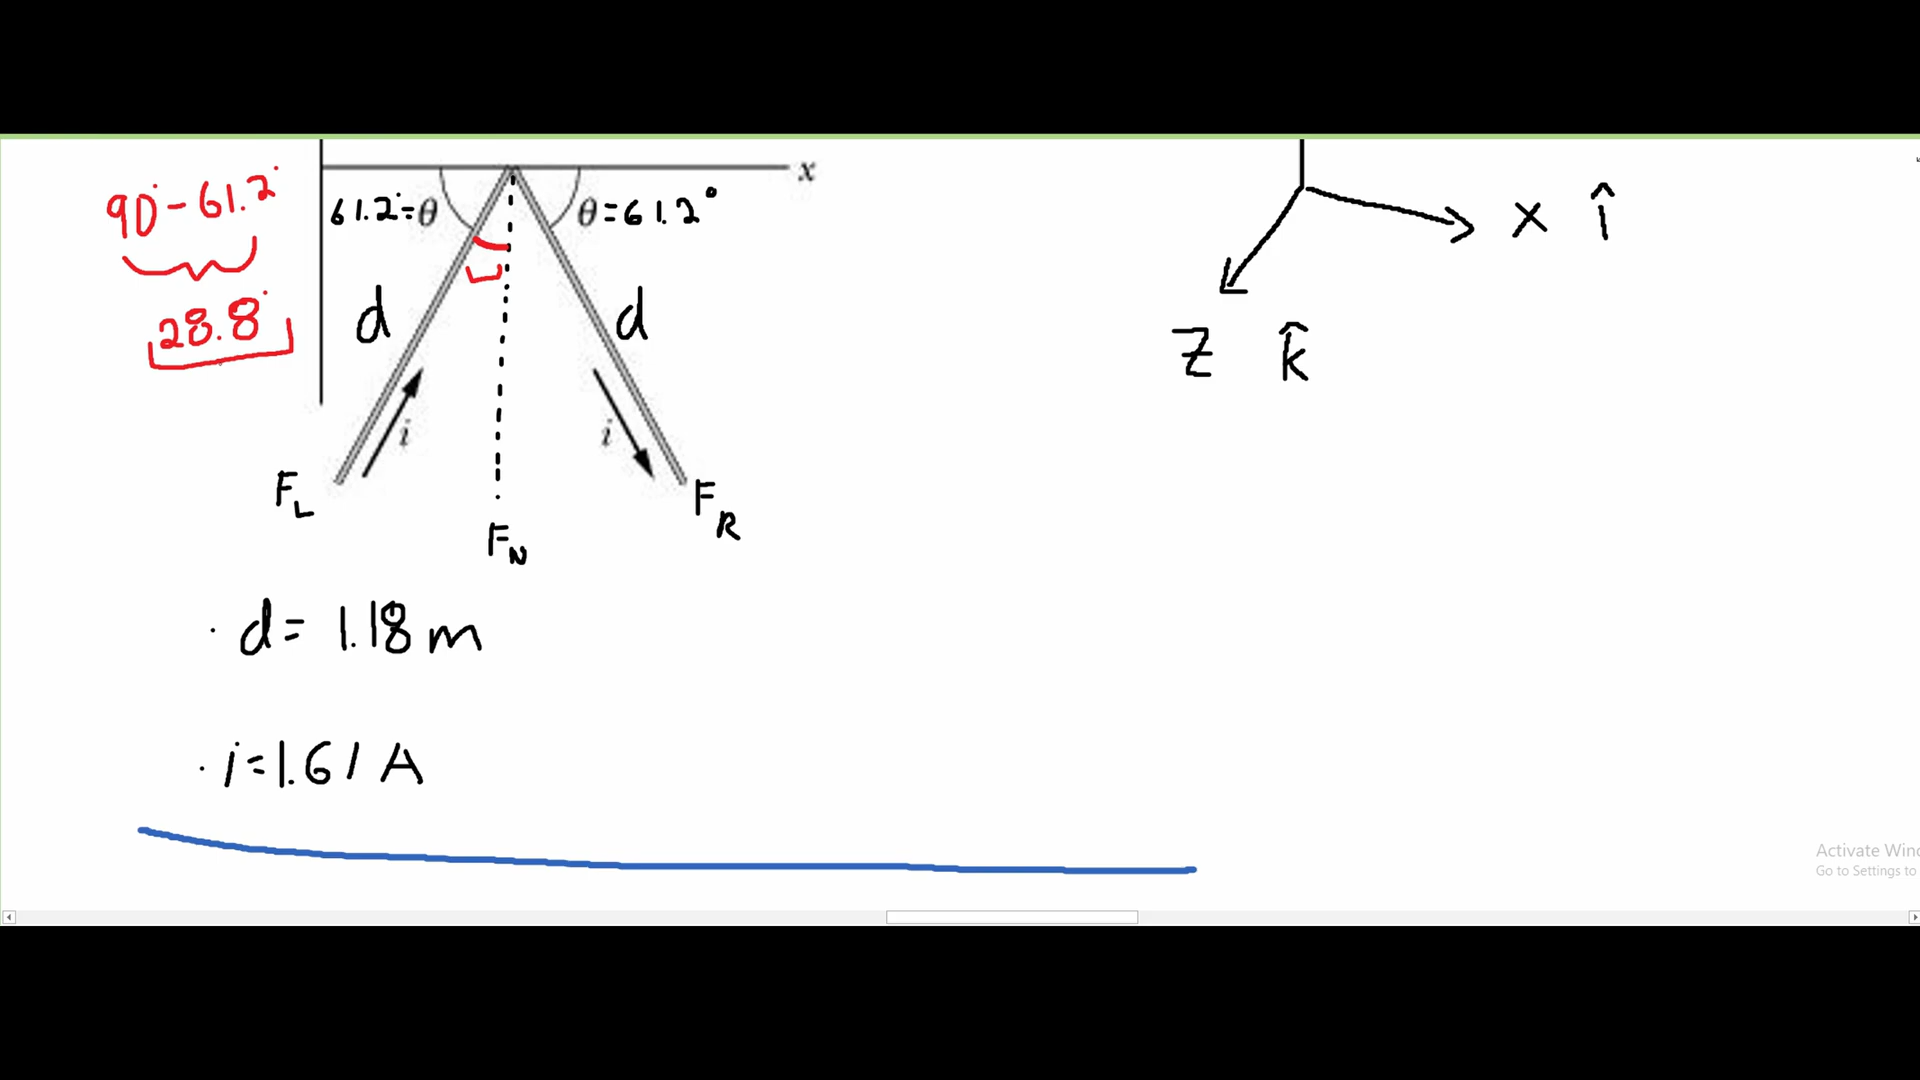 x
90° - 61.2°
61.2° = θ
θ = 61.2°
x î
28.8°
d
d
z k̂
i
i
F_L
F_R
F_N
· d = 1.18 m
· i = 1.61 A
Activate Winc
Go to Settings to